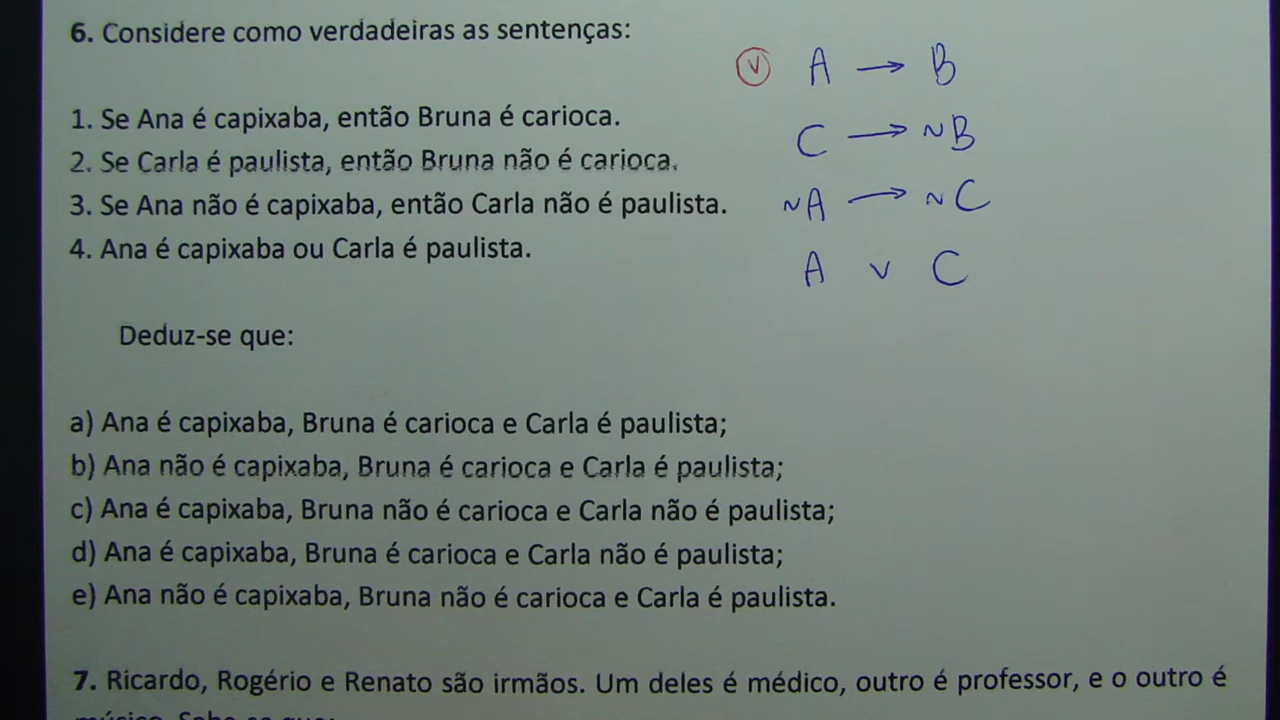 6. Considere como verdadeiras as sentenças:
Ⓥ A → B
1. Se Ana é capixaba, então Bruna é carioca.
C → ~B
2. Se Carla é paulista, então Bruna não é carioca.
3. Se Ana não é capixaba, então Carla não é paulista.
~A → ~C
4. Ana é capixaba ou Carla é paulista.
A v C
Deduz-se que:
a) Ana é capixaba, Bruna é carioca e Carla é paulista;
b) Ana não é capixaba, Bruna é carioca e Carla é paulista;
c) Ana é capixaba, Bruna não é carioca e Carla não é paulista;
d) Ana é capixaba, Bruna é carioca e Carla não é paulista;
e) Ana não é capixaba, Bruna não é carioca e Carla é paulista.
7. Ricardo, Rogério e Renato são irmãos. Um deles é médico, outro é professor, e o outro é